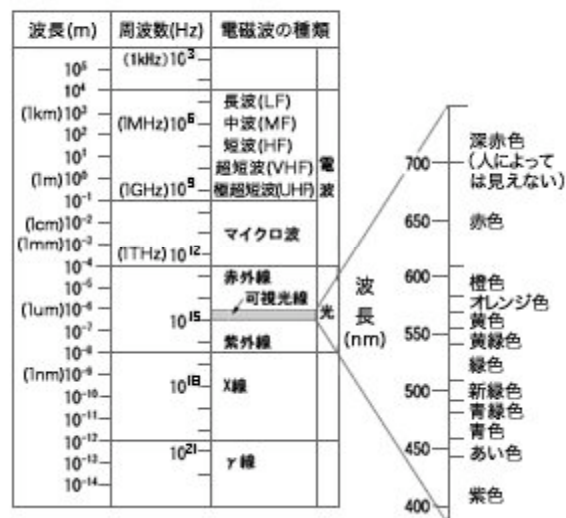 波長(m)
周波数(Hz)
電磁波の種類
10⁵
10⁴
(1km)10³
10²
10¹
(1m)10⁰
10⁻¹
(1cm)10⁻²
(1mm)10⁻³
10⁻⁴
10⁻⁵
(1um)10⁻⁶
10⁻⁷
10⁻⁸
(1nm)10⁻⁹
10⁻¹⁰
10⁻¹¹
10⁻¹²
10⁻¹³
10⁻¹⁴
(1kHz)10³
(1MHz)10⁶
(1GHz)10⁹
(1THz)10¹²
10¹⁵
10¹⁸
10²¹
長波(LF)
中波(MF)
短波(HF)
超短波(VHF)
極超短波(UHF)
電波
マイクロ波
赤外線
可視光線
紫外線
光
X線
γ線
波長
(nm)
700
650
600
550
500
450
400
深赤色
(人によって
は見えない)
赤色
橙色
オレンジ色
黄色
黄緑色
緑色
新緑色
青緑色
青色
あい色
紫色